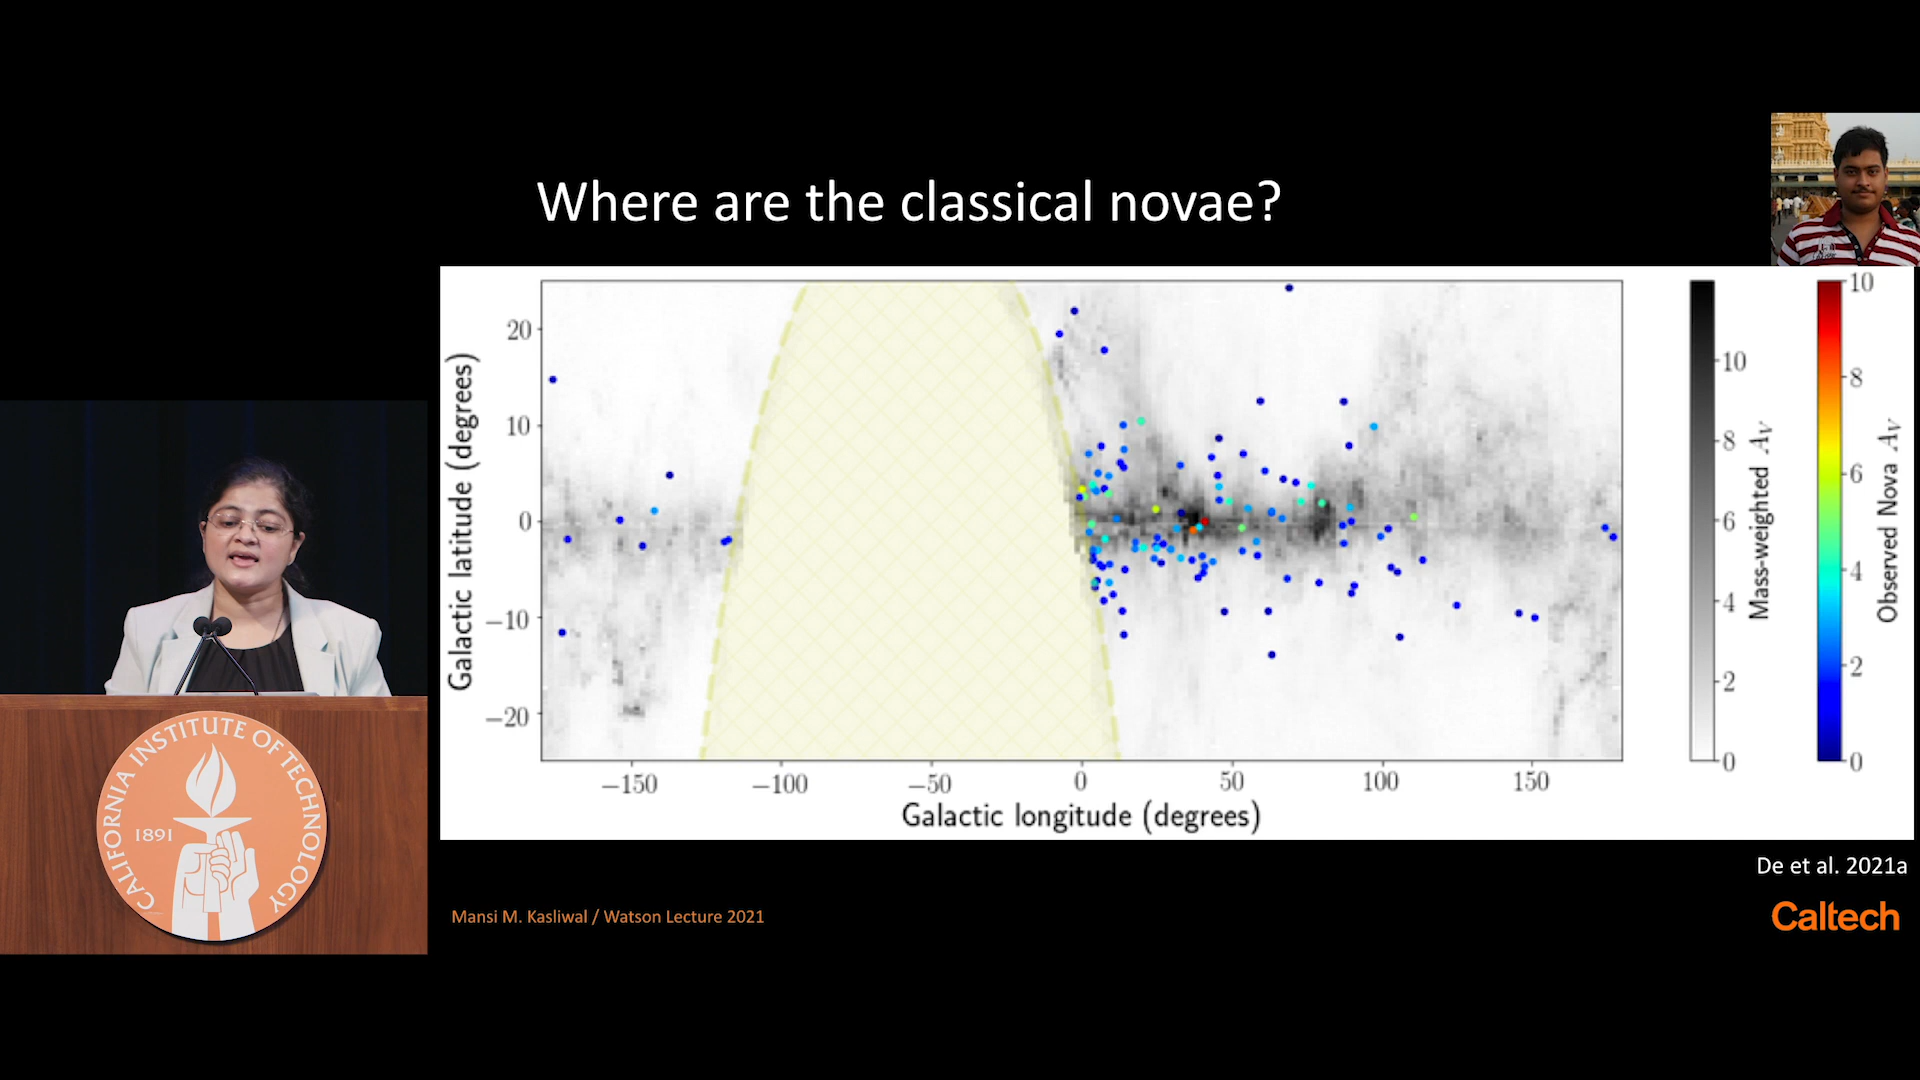 Where are the classical novae?
Galactic latitude (degrees)
20
10
0
−10
−20
−150
−100
−50
0
50
100
150
Galactic longitude (degrees)
10
8
6
4
2
0
Mass-weighted A_V
10
8
6
4
2
0
Observed Nova A_V
De et al. 2021a
Mansi M. Kasliwal / Watson Lecture 2021
Caltech
CALIFORNIA INSTITUTE OF TECHNOLOGY
1891